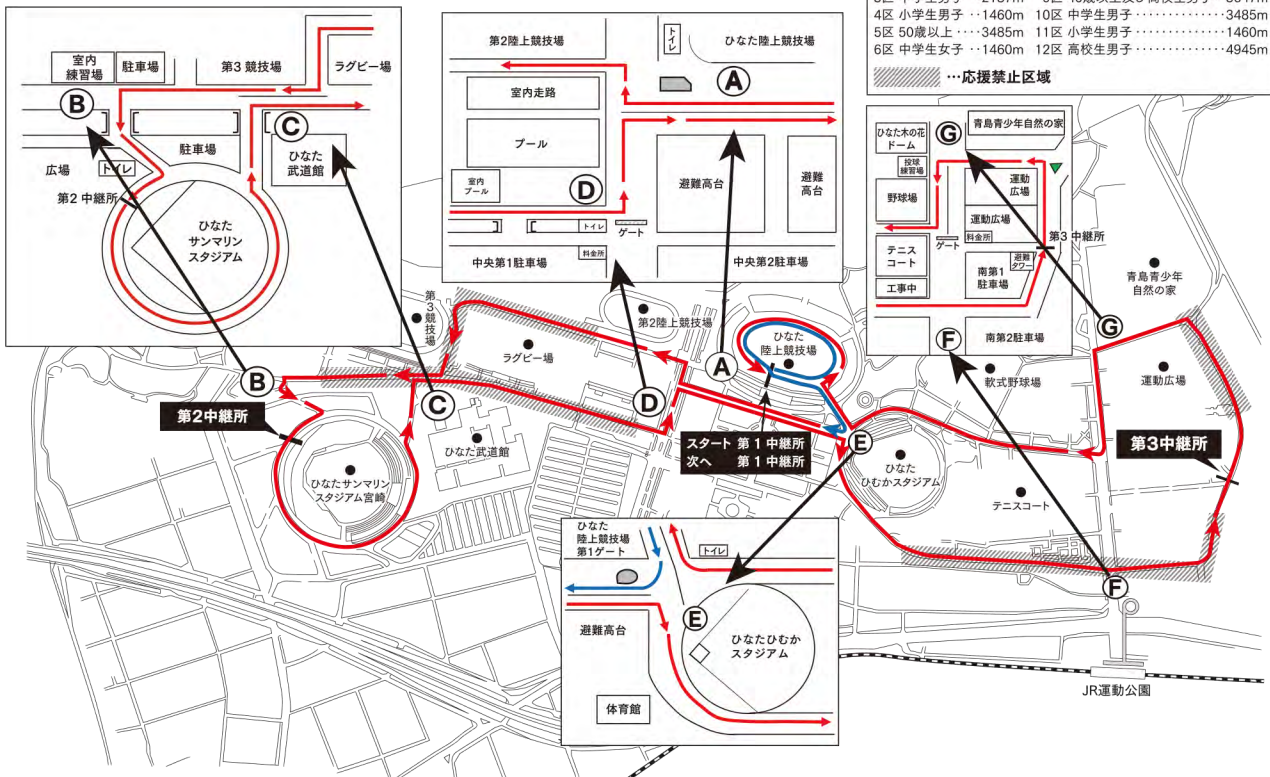 4区 小学生男子 ‥1460m 10区 中学生男子 ‥‥‥‥‥‥‥3485m
5区 50歳以上 ‥‥3485m 11区 小学生男子 ‥‥‥‥‥‥‥1460m
6区 中学生女子 ‥1460m 12区 高校生男子 ‥‥‥‥‥‥‥4945m
…応援禁止区域
室内
練習場
駐車場
第3 競技場
ラグビー場
B
C
広場
トイレ
駐車場
ひなた
武道館
第2 中継所
ひなた
サンマリン
スタジアム
第2陸上競技場
トイレ
ひなた陸上競技場
A
室内走路
プール
室内
プール
D
避難高台
避難
高台
トイレ
ゲート
料金所
中央第1駐車場
中央第2駐車場
ひなた木の花
ドーム
G
青島青少年自然の家
投球
練習場
運動
広場
野球場
運動広場
料金所
ゲート
第3 中継所
テニス
コート
避難
タワー
南第1
駐車場
工事中
F
南第2駐車場
第3競技場
ラグビー場
第2陸上競技場
ひなた
陸上競技場
青島青少年
自然の家
G
軟式野球場
運動広場
A
B
C
D
E
第2中継所
ひなた武道館
ひなたサンマリン
スタジアム宮崎
スタート 第 1 中継所
次へ 第 1 中継所
ひなた
ひむかスタジアム
テニスコート
第3中継所
F
ひなた
陸上競技場
第1ゲート
トイレ
E
避難高台
ひなたひむか
スタジアム
体育館
JR運動公園